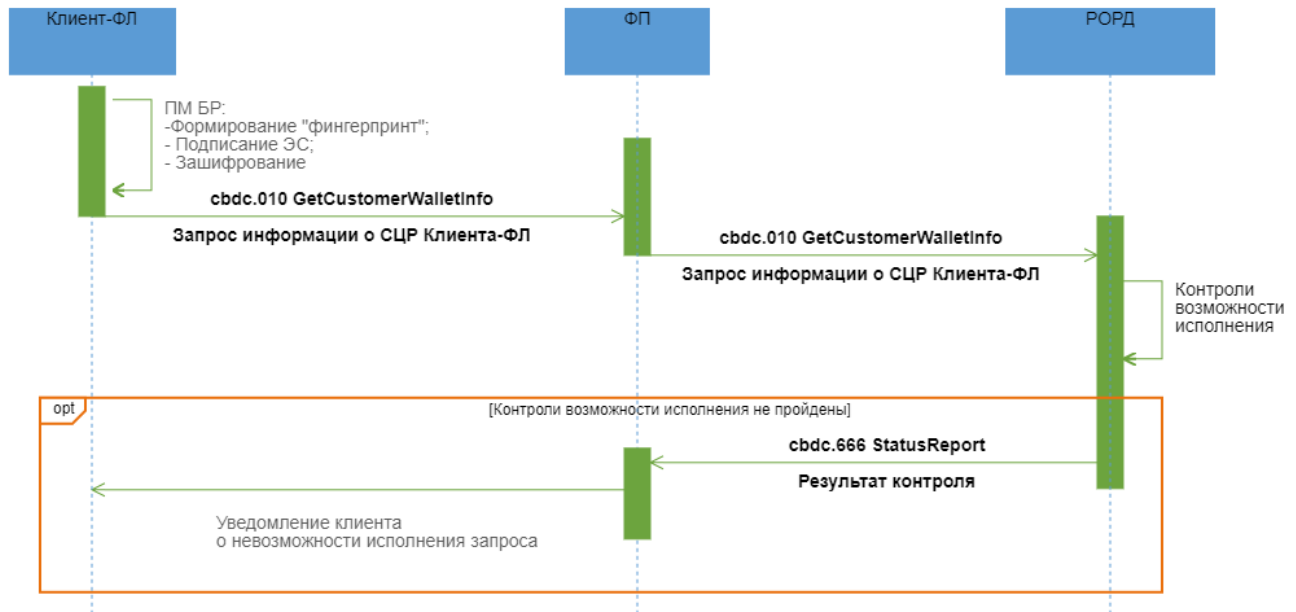 Клиент-ФЛ
ФП
РОРД
ПМ БР:
-Формирование "фингерпринт";
- Подписание ЭС;
- Зашифрование
cbdc.010 GetCustomerWalletInfo
Запрос информации о СЦР Клиента-ФЛ
cbdc.010 GetCustomerWalletInfo
Запрос информации о СЦР Клиента-ФЛ
Контроли
возможности
исполнения
opt
[Контроли возможности исполнения не пройдены]
cbdc.666 StatusReport
Результат контроля
Уведомление клиента
о невозможности исполнения запроса